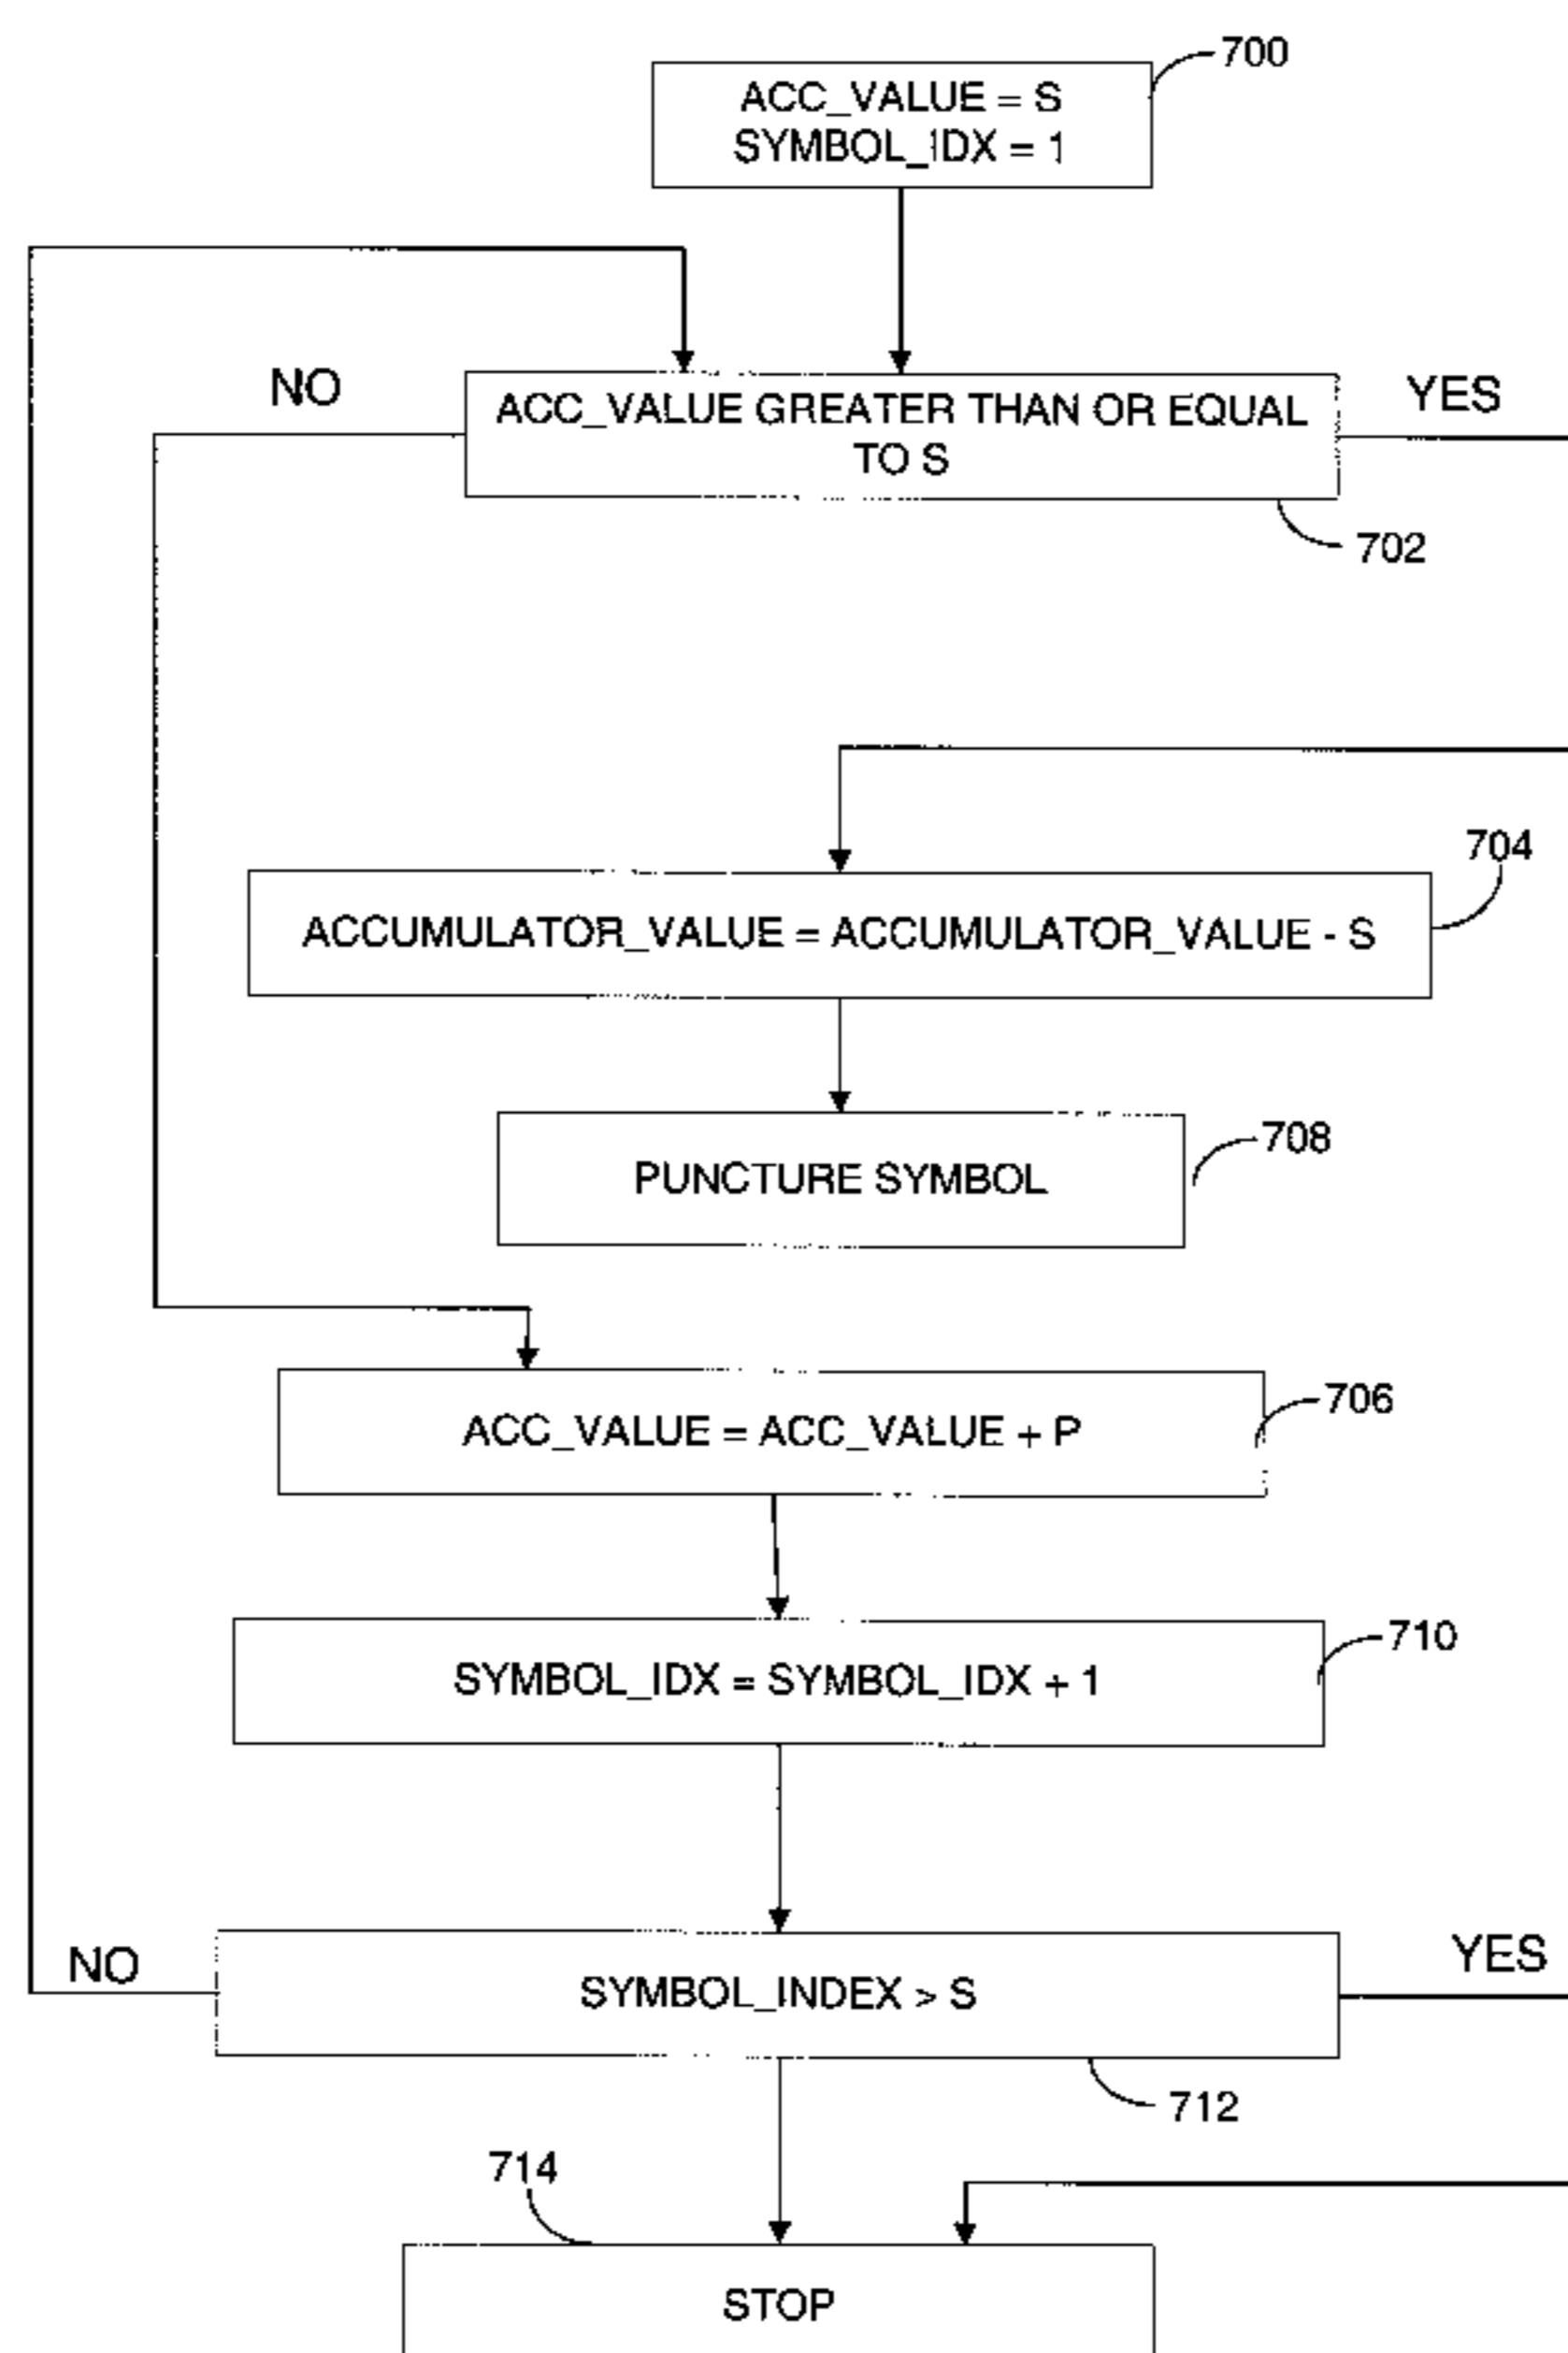 700
ACC_VALUE = S
SYMBOL_IDX = 1
NO
YES
ACC_VALUE GREATER THAN OR EQUAL
TO S
702
704
ACCUMULATOR_VALUE = ACCUMULATOR_VALUE - S
708
PUNCTURE SYMBOL
706
ACC_VALUE = ACC_VALUE + P
710
SYMBOL_IDX = SYMBOL_IDX + 1
NO
YES
SYMBOL_INDEX > S
712
714
STOP